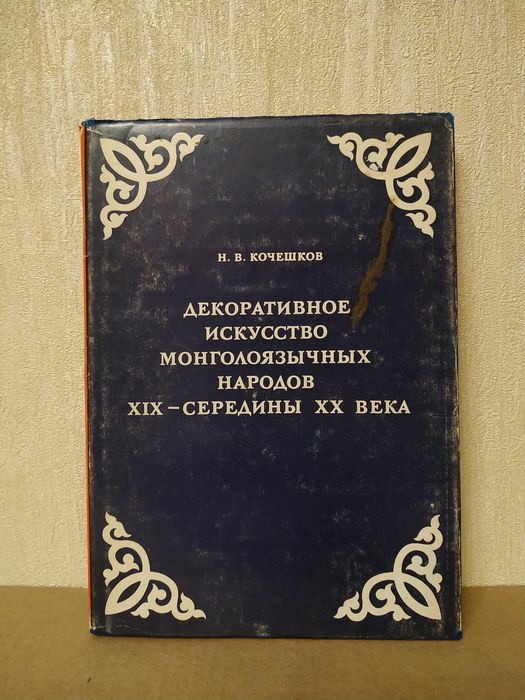 Н. В. КОЧЕШКОВ
ДЕКОРАТИВНОЕ
ИСКУССТВО
МОНГОЛОЯЗЫЧНЫХ
НАРОДОВ
XIX – СЕРЕДИНЫ XX ВЕКА